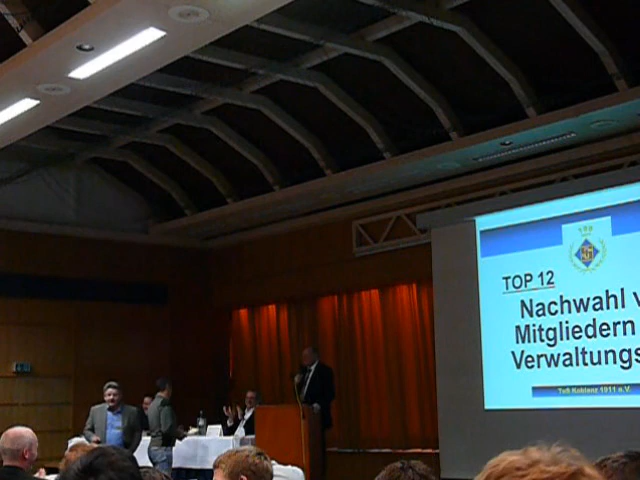 TOP 12
Nachwahl v
Mitgliedern
Verwaltungs
TuS Koblenz 1911 e.V.